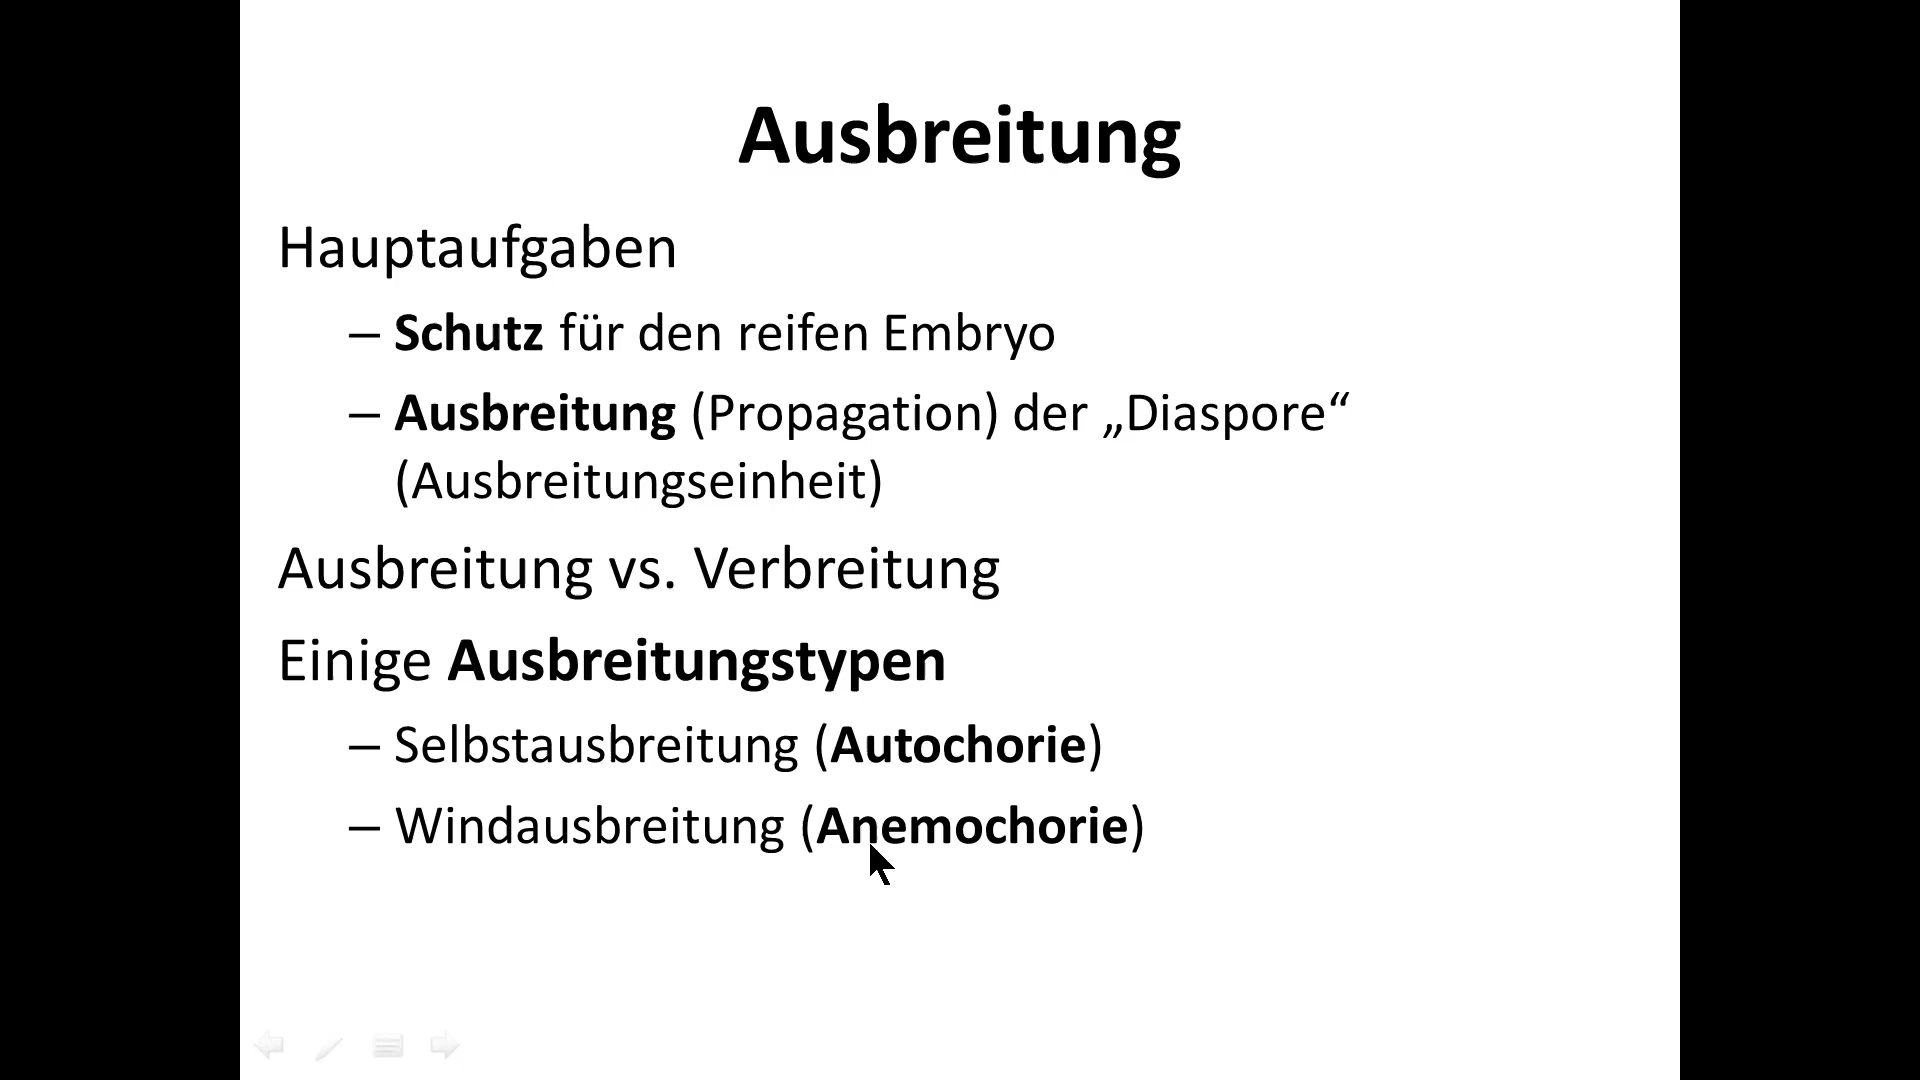 Ausbreitung
Hauptaufgaben
– Schutz für den reifen Embryo
– Ausbreitung (Propagation) der „Diaspore“
(Ausbreitungseinheit)
Ausbreitung vs. Verbreitung
Einige Ausbreitungstypen
– Selbstausbreitung (Autochorie)
– Windausbreitung (Anemochorie)